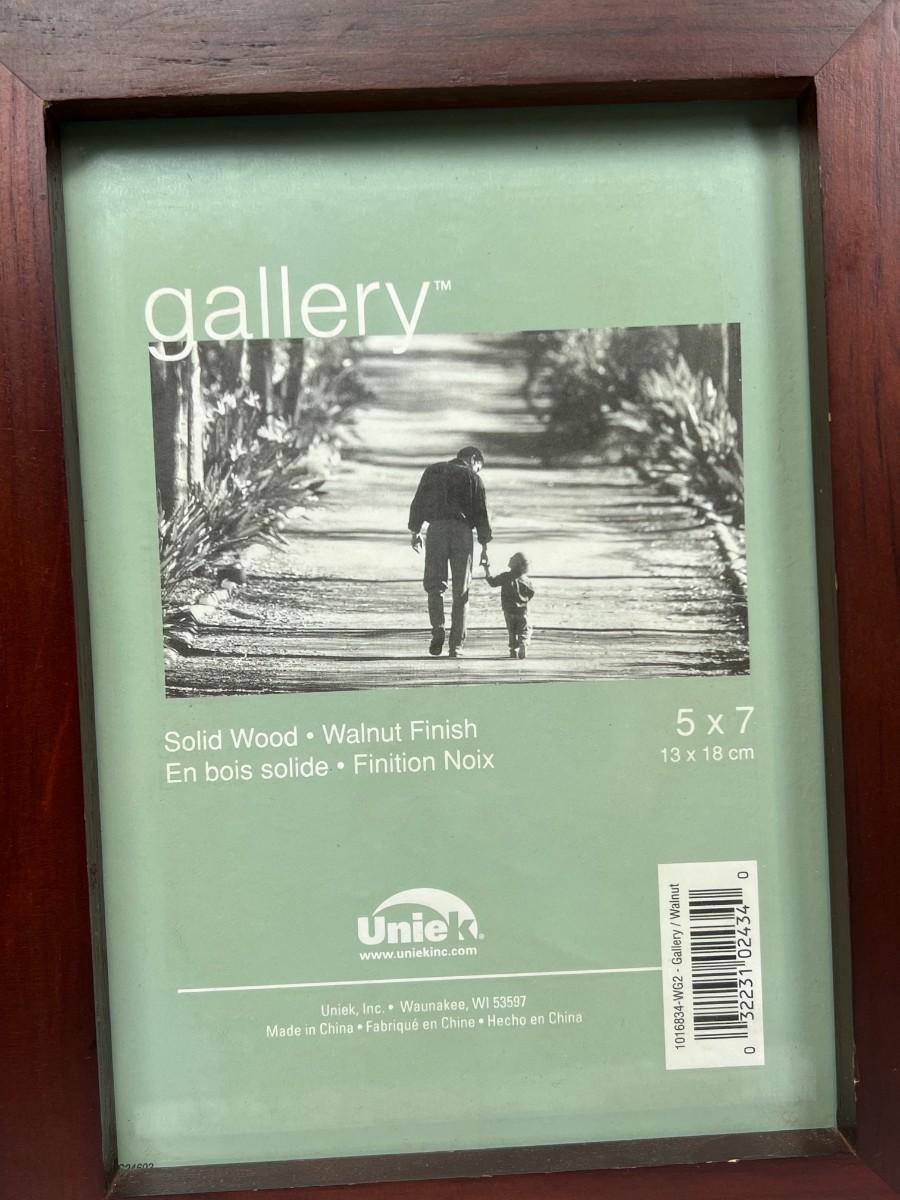 gallery™
Solid Wood • Walnut Finish
En bois solide • Finition Noix
5 x 7
13 x 18 cm
Uniek®
www.uniekinc.com
Uniek, Inc. • Waunakee, WI 53597
Made in China • Fabriqué en Chine • Hecho en China
1016834-WG2 - Gallery / Walnut
0 32231 02434 0